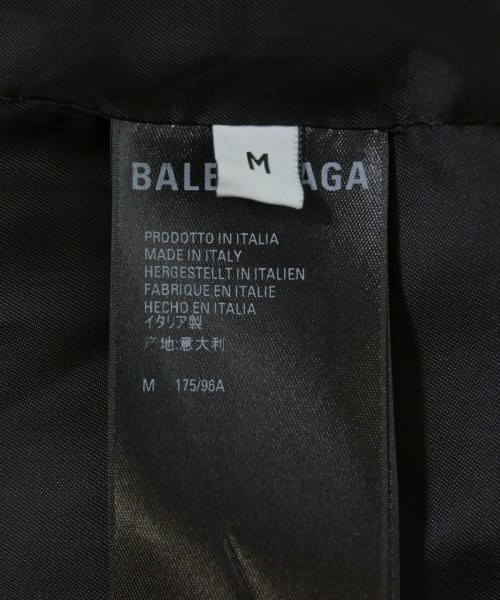 M
BALE AGA
PRODOTTO IN ITALIA
MADE IN ITALY
HERGESTELLT IN ITALIEN
FABRIQUE EN ITALIE
HECHO EN ITALIA
イタリア製
产地:意大利
M 175/96A